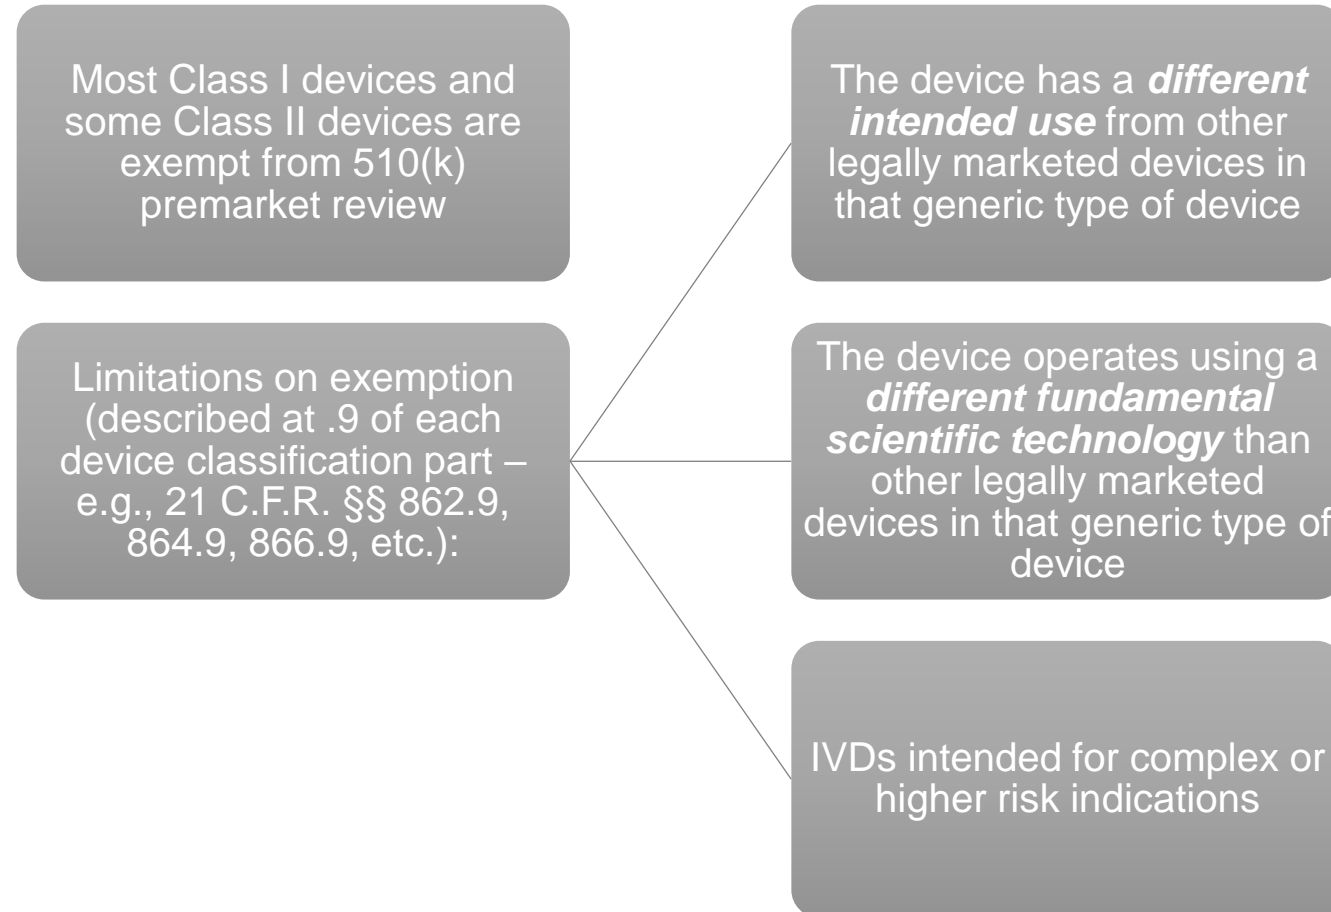 Most Class I devices and
some Class II devices are
exempt from 510(k)
premarket review
Limitations on exemption
(described at .9 of each
device classification part –
e.g., 21 C.F.R. §§ 862.9,
864.9, 866.9, etc.):
The device has a different
intended use from other
legally marketed devices in
that generic type of device
The device operates using a
different fundamental
scientific technology than
other legally marketed
devices in that generic type of
device
IVDs intended for complex or
higher risk indications